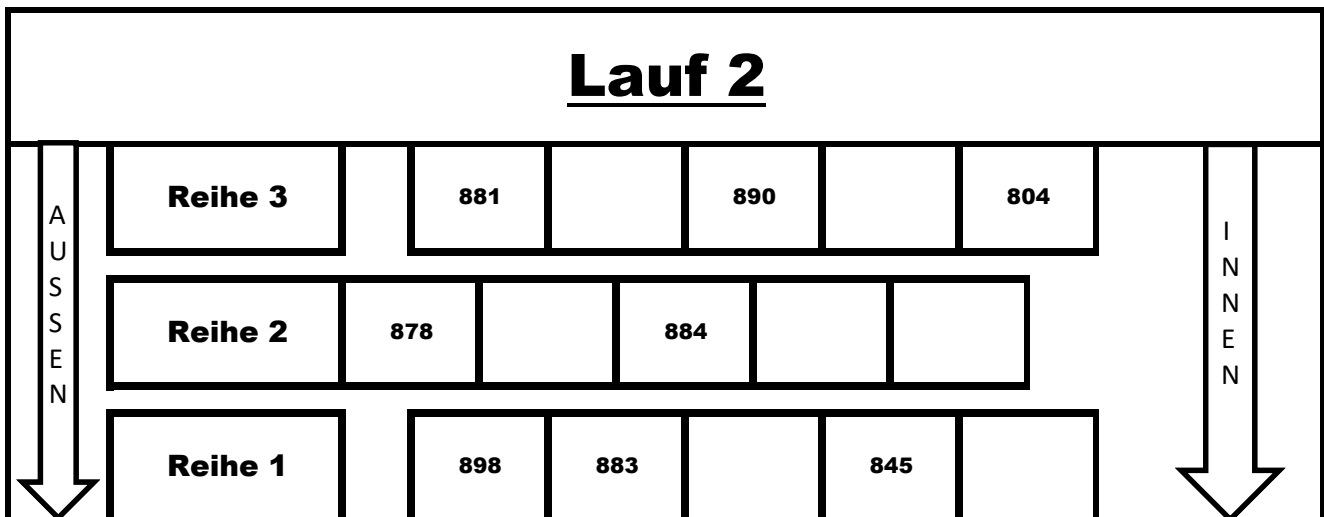 Lauf 2
AUSSEN
Reihe 3 881 890 804
Reihe 2 878 884
Reihe 1 898 883 845
INNEN